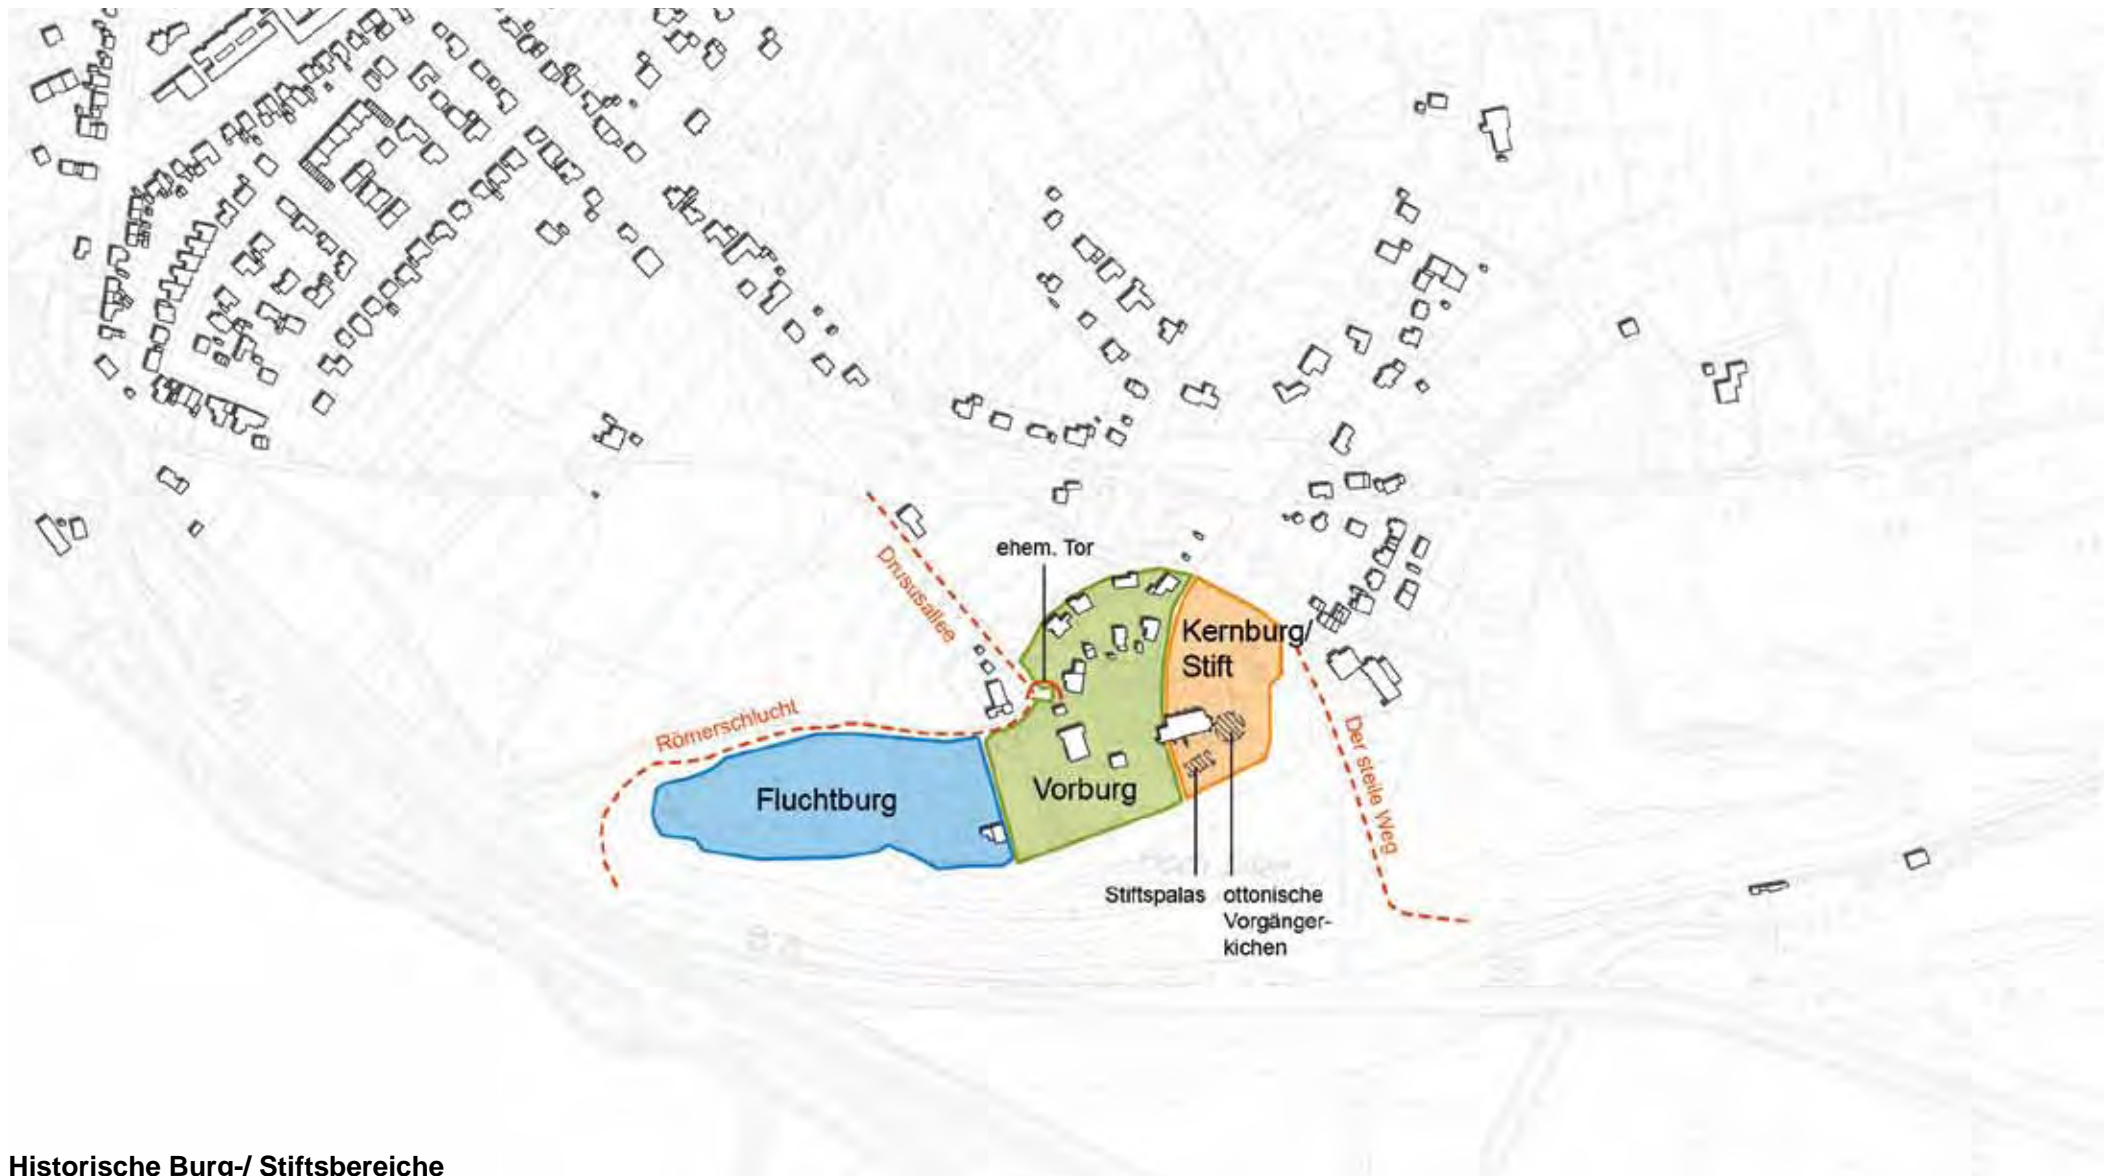 ehem. Tor
Drususallee
Kernburg/
Stift
Römerschlucht
Der steile Weg
Fluchtburg
Vorburg
Stiftspalas
ottonische
Vorgänger-
kichen
Historische Burg-/ Stiftsbereiche